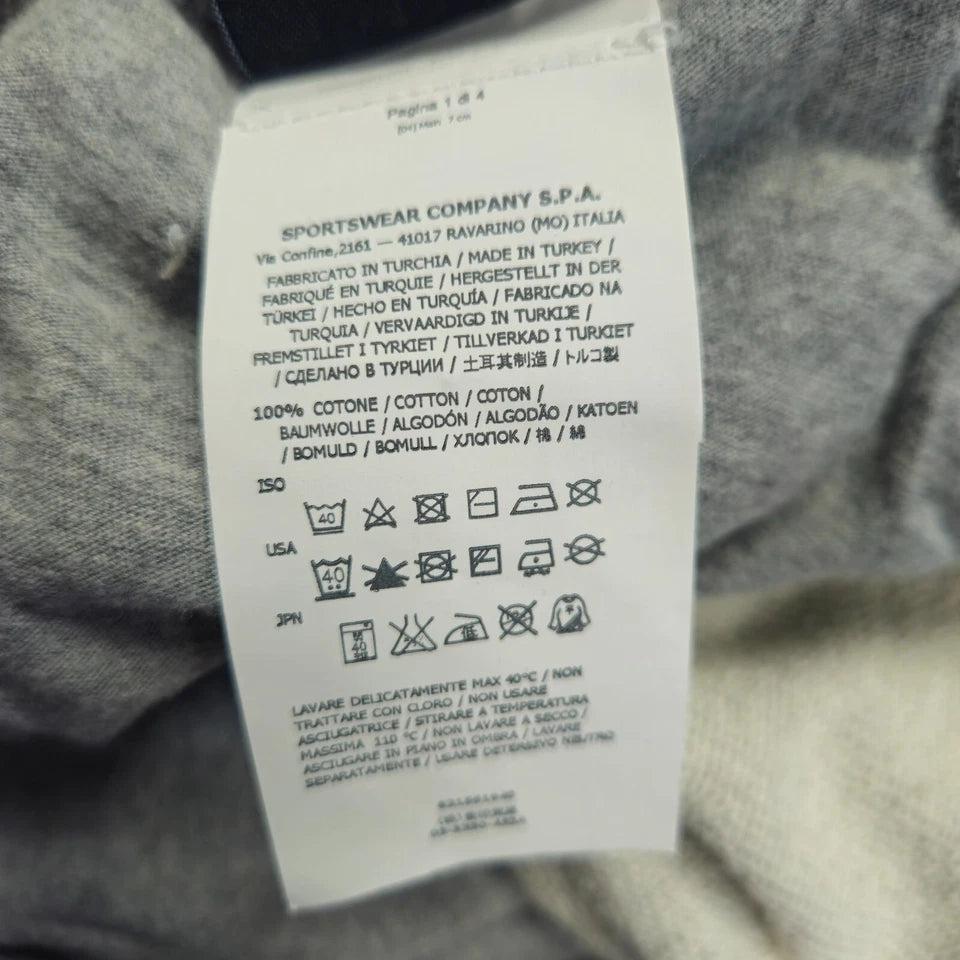 Pagina 1 di 4
7 cm
SPORTSWEAR COMPANY S.P.A.
Via Confine,2161 — 41017 RAVARINO (MO) ITALIA
FABBRICATO IN TURCHIA / MADE IN TURKEY /
FABRIQUÉ EN TURQUIE / HERGESTELLT IN DER
TÜRKEI / HECHO EN TURQUÍA / FABRICADO NA
TURQUIA / VERVAARDIGD IN TURKIJE /
FREMSTILLET I TYRKIET / TILLVERKAD I TURKIET
/ СДЕЛАНО В ТУРЦИИ / 土耳其制造 / トルコ製
100% COTONE / COTTON / COTON /
BAUMWOLLE / ALGODÓN / ALGODÃO / KATOEN
/ BOMULD / BOMULL / ХЛОПОК / 棉 / 綿
ISO
40
USA
40
JPN
40
低
LAVARE DELICATAMENTE MAX 40°C / NON
TRATTARE CON CLORO / NON USARE
ASCIUGATRICE / STIRARE A TEMPERATURA
MASSIMA 110 °C / NON LAVARE A SECCO /
ASCIUGARE IN PIANO IN OMBRA / LAVARE
SEPARATAMENTE / USARE DETERSIVO NEUTRO